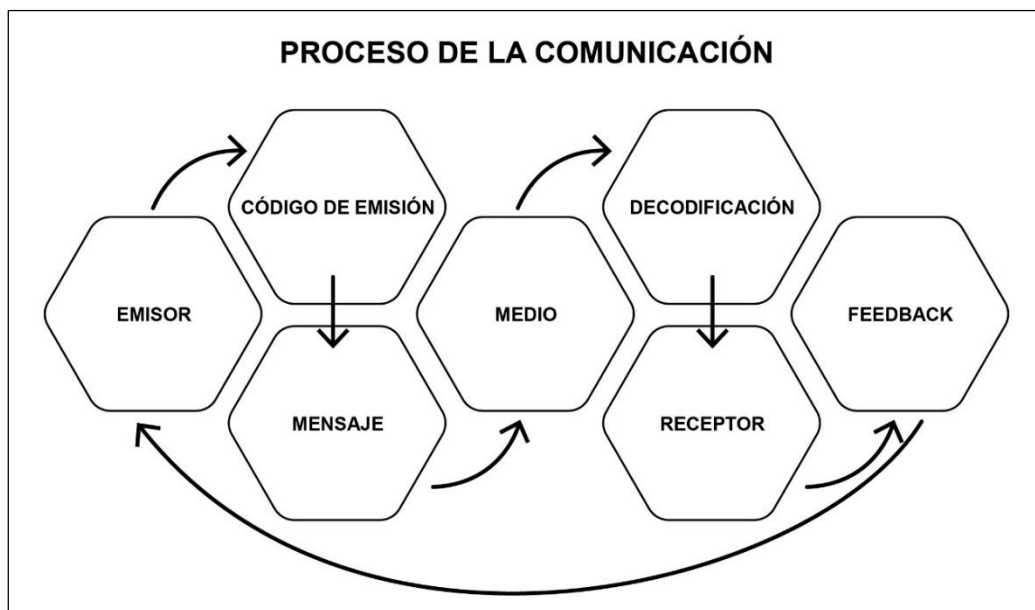 PROCESO DE LA COMUNICACIÓN
EMISOR
CÓDIGO DE EMISIÓN
MENSAJE
MEDIO
DECODIFICACIÓN
RECEPTOR
FEEDBACK